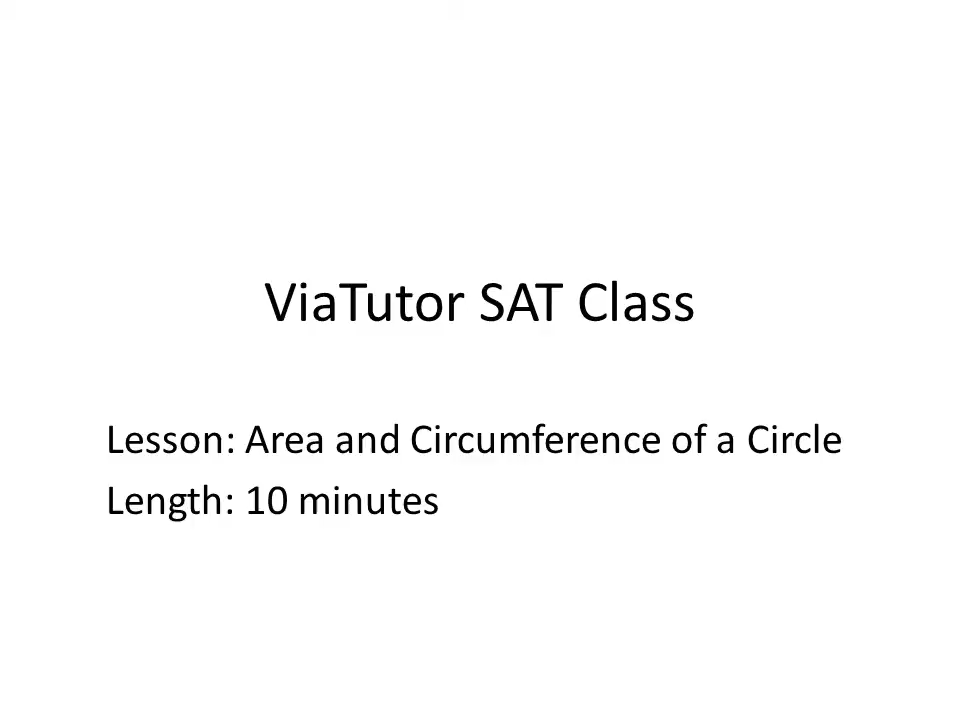 ViaTutor SAT Class
Lesson: Area and Circumference of a Circle
Length: 10 minutes